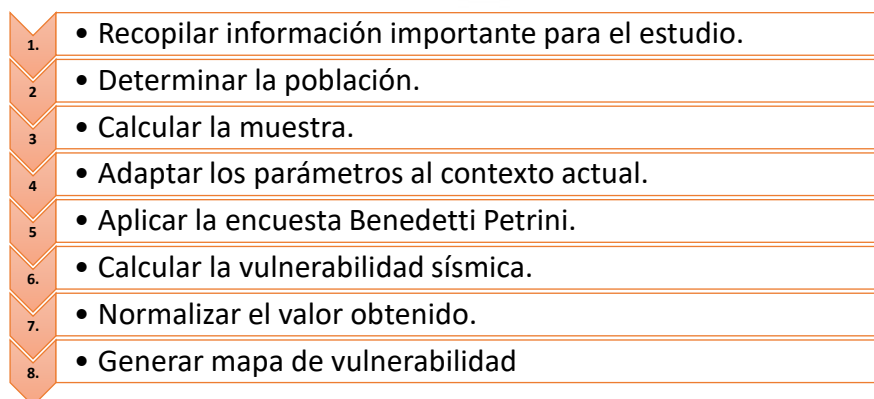 1. • Recopilar información importante para el estudio.
2 • Determinar la población.
3 • Calcular la muestra.
4 • Adaptar los parámetros al contexto actual.
5 • Aplicar la encuesta Benedetti Petrini.
6. • Calcular la vulnerabilidad sísmica.
7. • Normalizar el valor obtenido.
8. • Generar mapa de vulnerabilidad